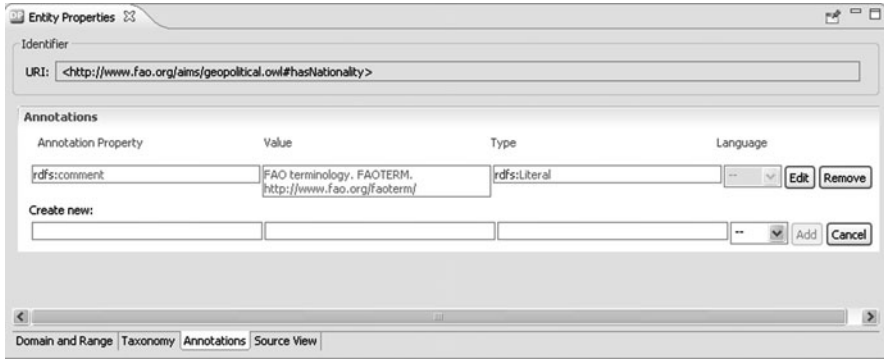 Entity Properties
Identifier
URI: <http://www.fao.org/aims/geopolitical.owl#hasNationality>
Annotations
Annotation Property Value Type Language
rdfs:comment FAO terminology. FAOTERM. rdfs:Literal -- Edit Remove
http://www.fao.org/faoterm/
Create new:
-- Add Cancel
Domain and Range Taxonomy Annotations Source View